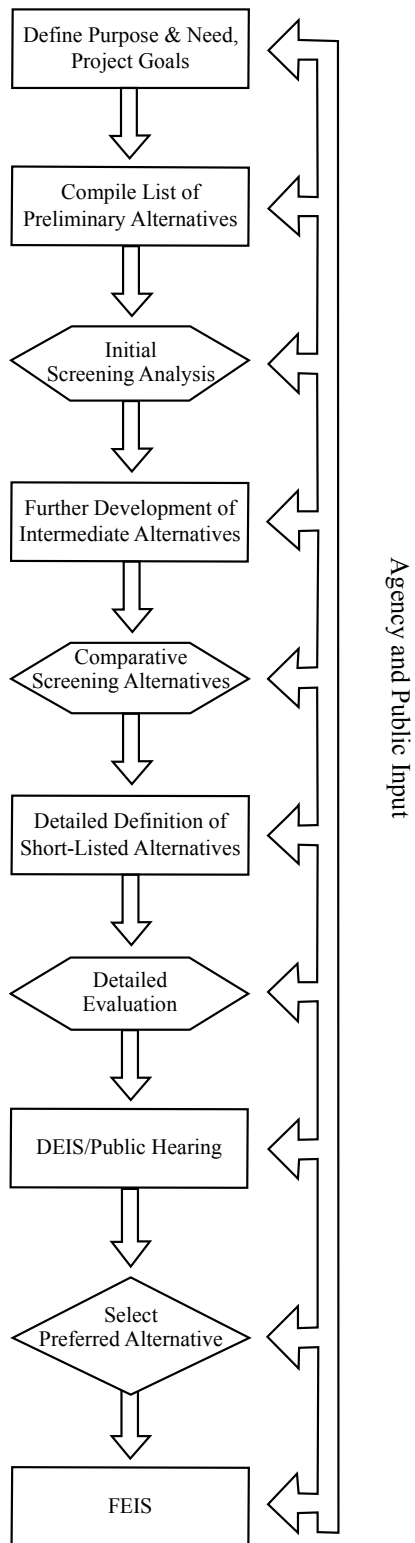 Define Purpose & Need,
Project Goals
Compile List of
Preliminary Alternatives
Initial
Screening Analysis
Further Development of
Intermediate Alternatives
Comparative
Screening Alternatives
Detailed Definition of
Short-Listed Alternatives
Detailed
Evaluation
DEIS/Public Hearing
Select
Preferred Alternative
FEIS
Agency and Public Input